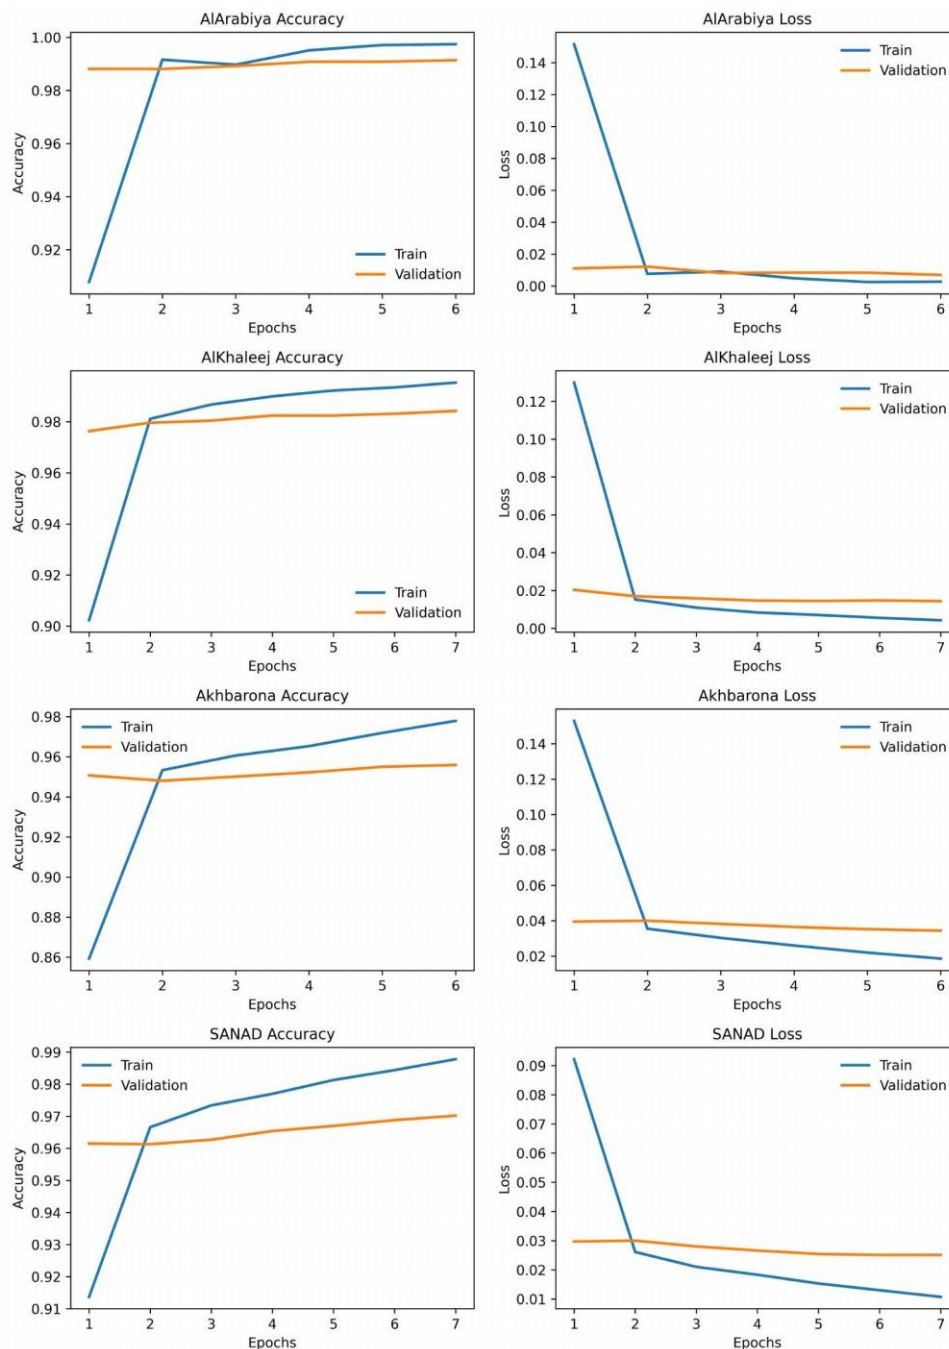 AlArabiya Accuracy
1.00
0.98
0.96
0.94
0.92
Accuracy
Train
Validation
1 2 3 4 5 6
Epochs
AlArabiya Loss
0.14
0.12
0.10
0.08
0.06
0.04
0.02
0.00
Loss
Train
Validation
1 2 3 4 5 6
Epochs
AlKhaleej Accuracy
0.98
0.96
0.94
0.92
0.90
Accuracy
Train
Validation
1 2 3 4 5 6 7
Epochs
AlKhaleej Loss
0.12
0.10
0.08
0.06
0.04
0.02
0.00
Loss
Train
Validation
1 2 3 4 5 6 7
Epochs
Akhbarona Accuracy
0.98
0.96
0.94
0.92
0.90
0.88
0.86
Accuracy
Train
Validation
1 2 3 4 5 6
Epochs
Akhbarona Loss
0.14
0.12
0.10
0.08
0.06
0.04
0.02
Loss
Train
Validation
1 2 3 4 5 6
Epochs
SANAD Accuracy
0.99
0.98
0.97
0.96
0.95
0.94
0.93
0.92
0.91
Accuracy
Train
Validation
1 2 3 4 5 6 7
Epochs
SANAD Loss
0.09
0.08
0.07
0.06
0.05
0.04
0.03
0.02
0.01
Loss
Train
Validation
1 2 3 4 5 6 7
Epochs